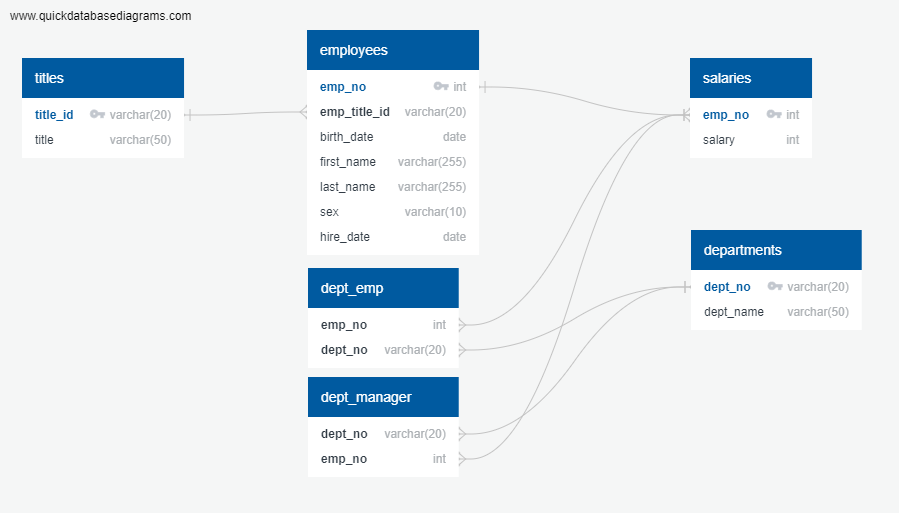 www.quickdatabasediagrams.com
titles
title_id varchar(20)
title varchar(50)
employees
emp_no int
emp_title_id varchar(20)
birth_date date
first_name varchar(255)
last_name varchar(255)
sex varchar(10)
hire_date date
salaries
emp_no int
salary int
departments
dept_no varchar(20)
dept_name varchar(50)
dept_emp
emp_no int
dept_no varchar(20)
dept_manager
dept_no varchar(20)
emp_no int